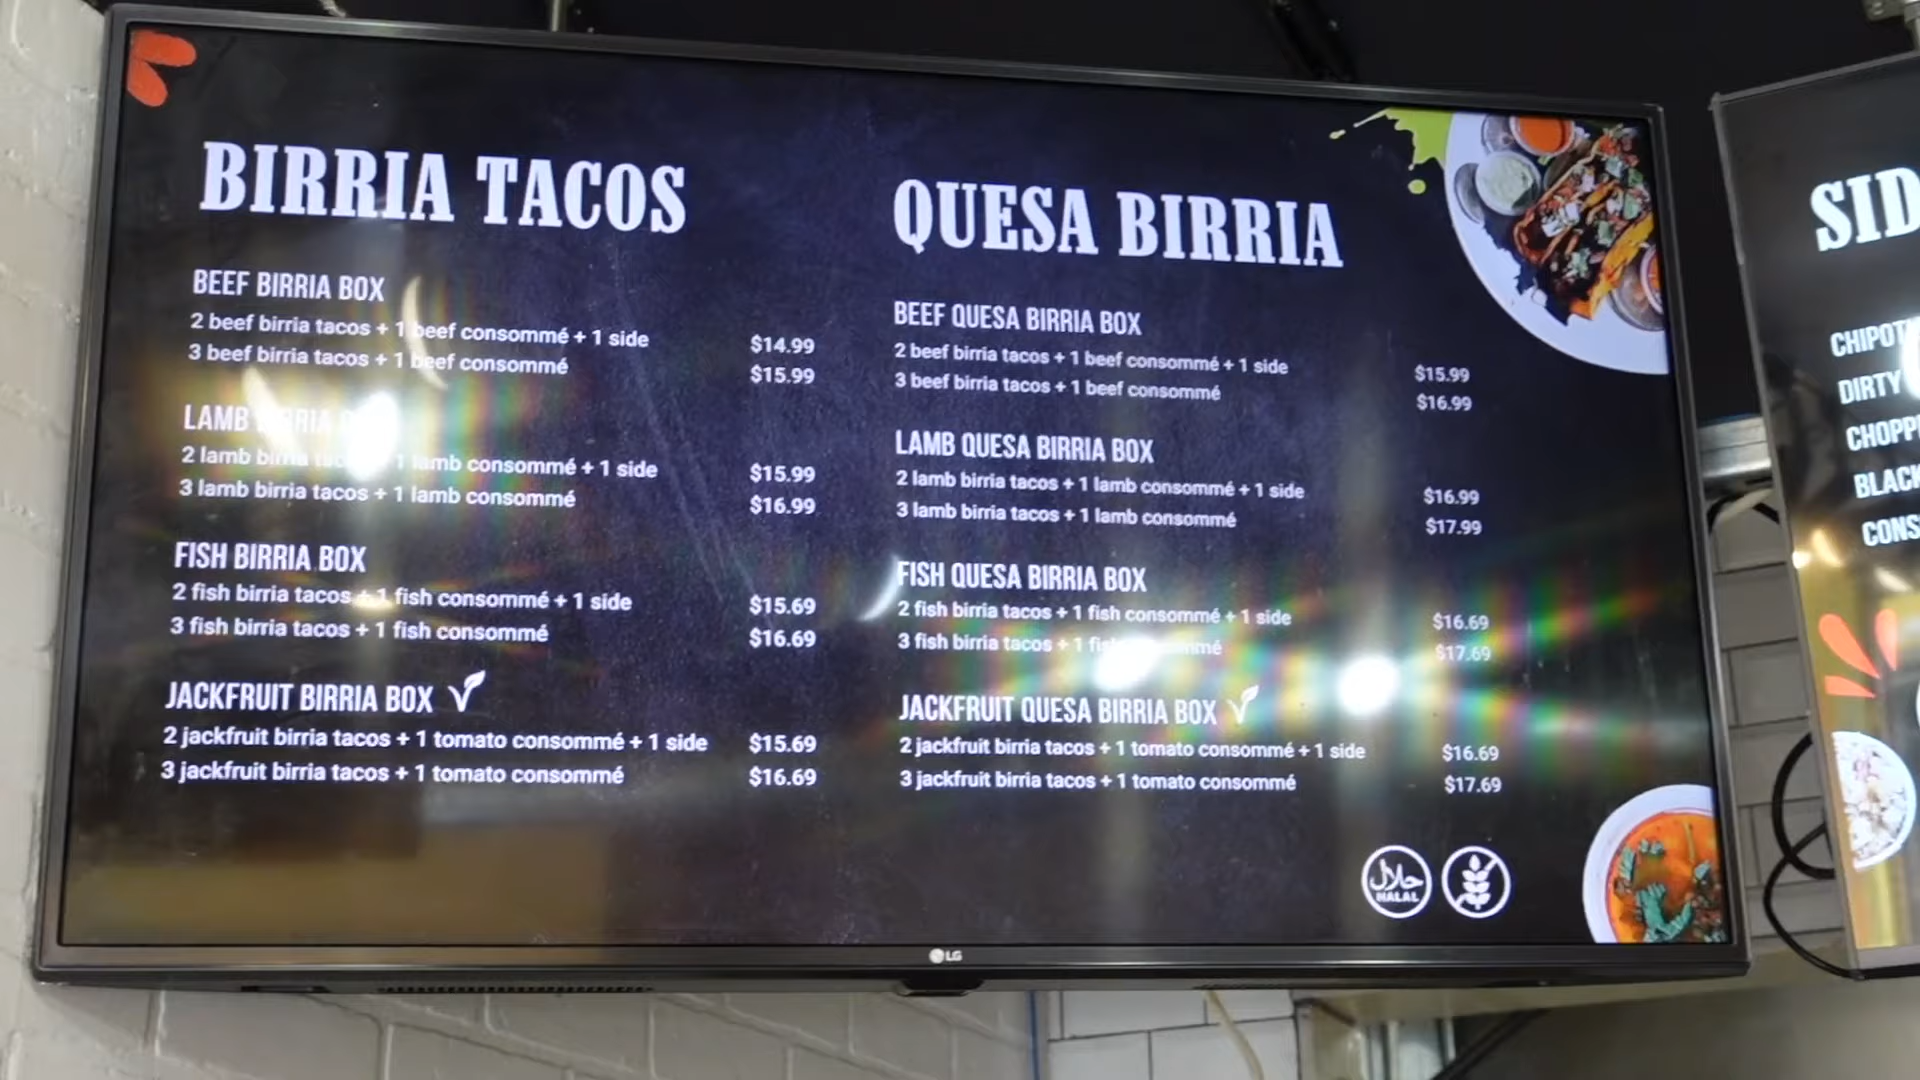 BIRRIA TACOS
BEEF BIRRIA BOX
2 beef birria tacos + 1 beef consommé + 1 side $14.99
3 beef birria tacos + 1 beef consommé $15.99
LAMB BIRRIA
2 lamb birria tacos + 1 lamb consommé + 1 side $15.99
3 lamb birria tacos + 1 lamb consommé $16.99
FISH BIRRIA BOX
2 fish birria tacos + 1 fish consommé + 1 side $15.69
3 fish birria tacos + 1 fish consommé $16.69
JACKFRUIT BIRRIA BOX
2 jackfruit birria tacos + 1 tomato consommé + 1 side $15.69
3 jackfruit birria tacos + 1 tomato consommé $16.69
QUESA BIRRIA
BEEF QUESA BIRRIA BOX
2 beef birria tacos + 1 beef consommé + 1 side $15.99
3 beef birria tacos + 1 beef consommé $16.99
LAMB QUESA BIRRIA BOX
2 lamb birria tacos + 1 lamb consommé + 1 side $16.99
3 lamb birria tacos + 1 lamb consommé $17.99
FISH QUESA BIRRIA BOX
2 fish birria tacos + 1 fish consommé + 1 side $16.69
3 fish birria tacos + 1 fish consommé $17.69
JACKFRUIT QUESA BIRRIA BOX
2 jackfruit birria tacos + 1 tomato consommé + 1 side $16.69
3 jackfruit birria tacos + 1 tomato consommé $17.69
حلال
HALAL
LG
SID
CHIPOT
DIRTY
CHOPP
BLACK
CONS